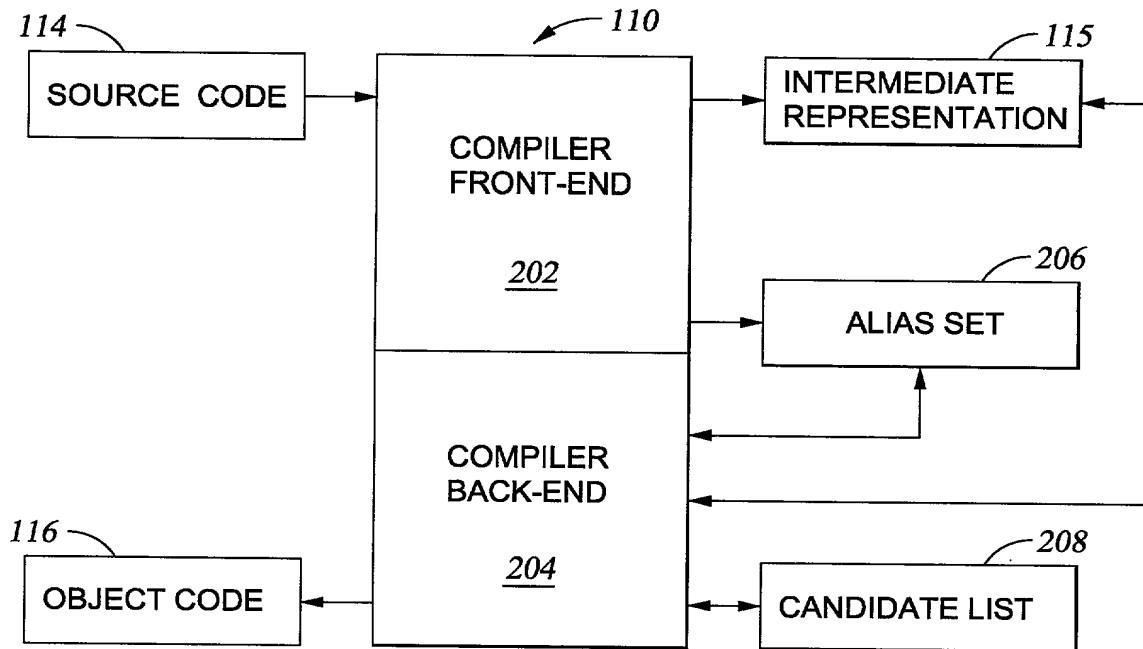 114
110
115
SOURCE CODE
INTERMEDIATE
REPRESENTATION
COMPILER
FRONT-END
202
206
ALIAS SET
COMPILER
BACK-END
204
116
OBJECT CODE
208
CANDIDATE LIST